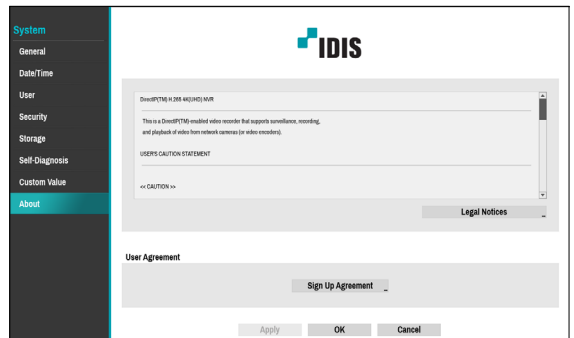 System
General
Date/Time
User
Security
Storage
Self-Diagnosis
Custom Value
About
IDIS
DirectIP(TM) H.265 4K(UHD) NVR
This is a DirectIP(TM)-enabled video recorder that supports surveillance, recording,
and playback of video from network cameras (or video encoders).
USER'S CAUTION STATEMENT
<< CAUTION >>
Legal Notices
User Agreement
Sign Up Agreement
Apply
OK
Cancel